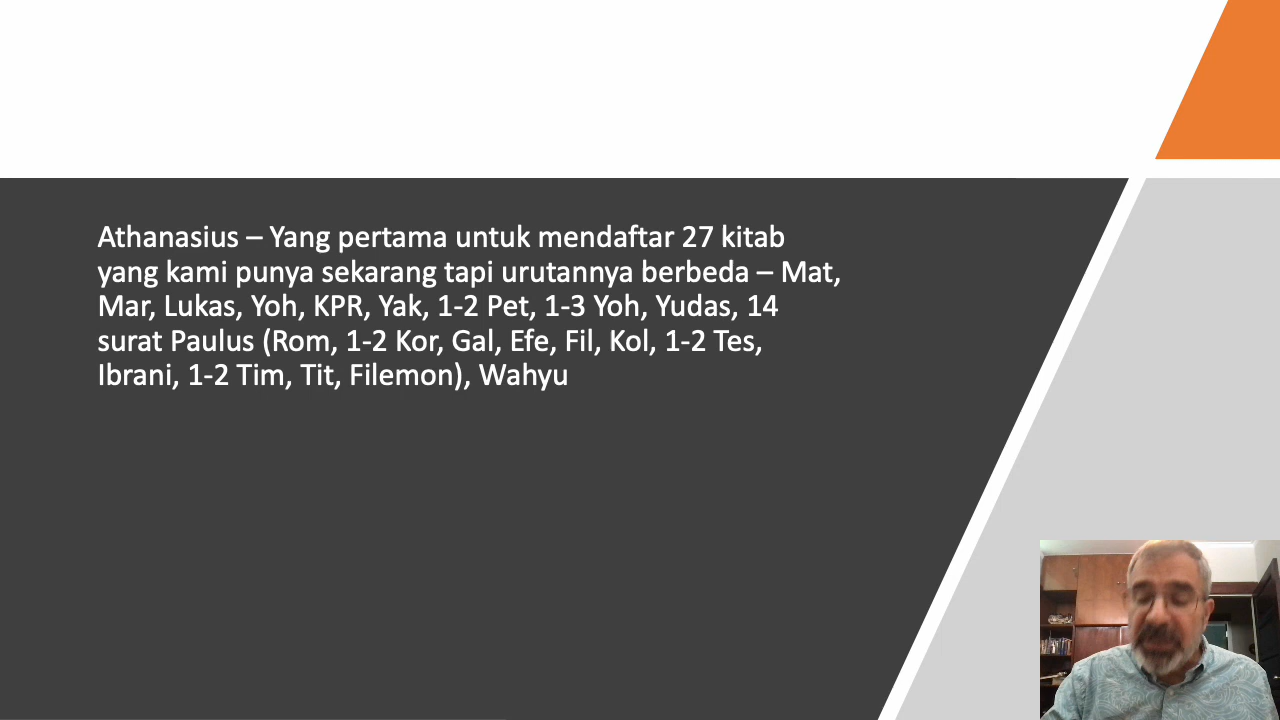 Athanasius – Yang pertama untuk mendaftar 27 kitab
yang kami punya sekarang tapi urutannya berbeda – Mat,
Mar, Lukas, Yoh, KPR, Yak, 1-2 Pet, 1-3 Yoh, Yudas, 14
surat Paulus (Rom, 1-2 Kor, Gal, Efe, Fil, Kol, 1-2 Tes,
Ibrani, 1-2 Tim, Tit, Filemon), Wahyu